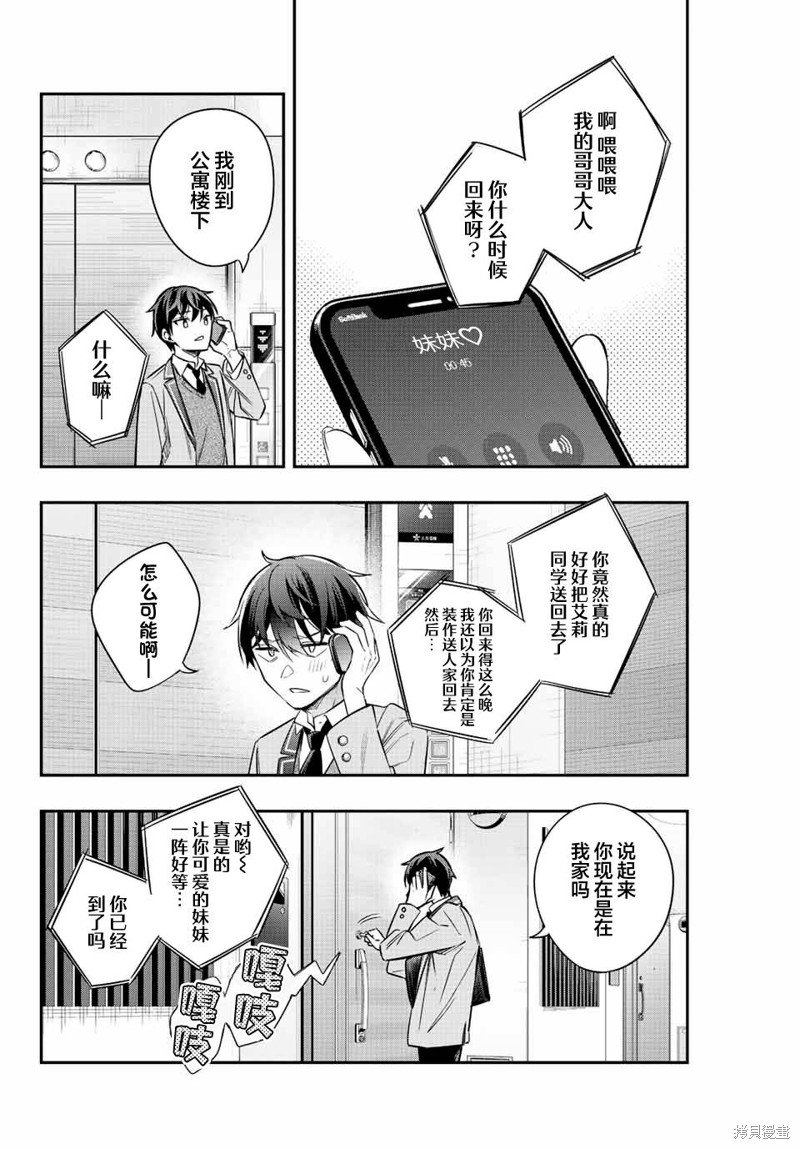 啊 喂喂喂
我的哥哥大人
你什么时候
回来呀？
SoftBank
妹妹♡
00:45
我刚到
公寓楼下
什么嘛—
你竟然真的
好好把艾莉
同学送回去了
你回来得这么晚
我还以为你肯定是
装作送人家回去
然后…
怎么可能啊—
说起来
你现在是在
我家吗
对哟～
真是的
让你可爱的妹妹
一阵好等…
你已经
到了吗
嘎吱
嘎吱
拷貝漫畫